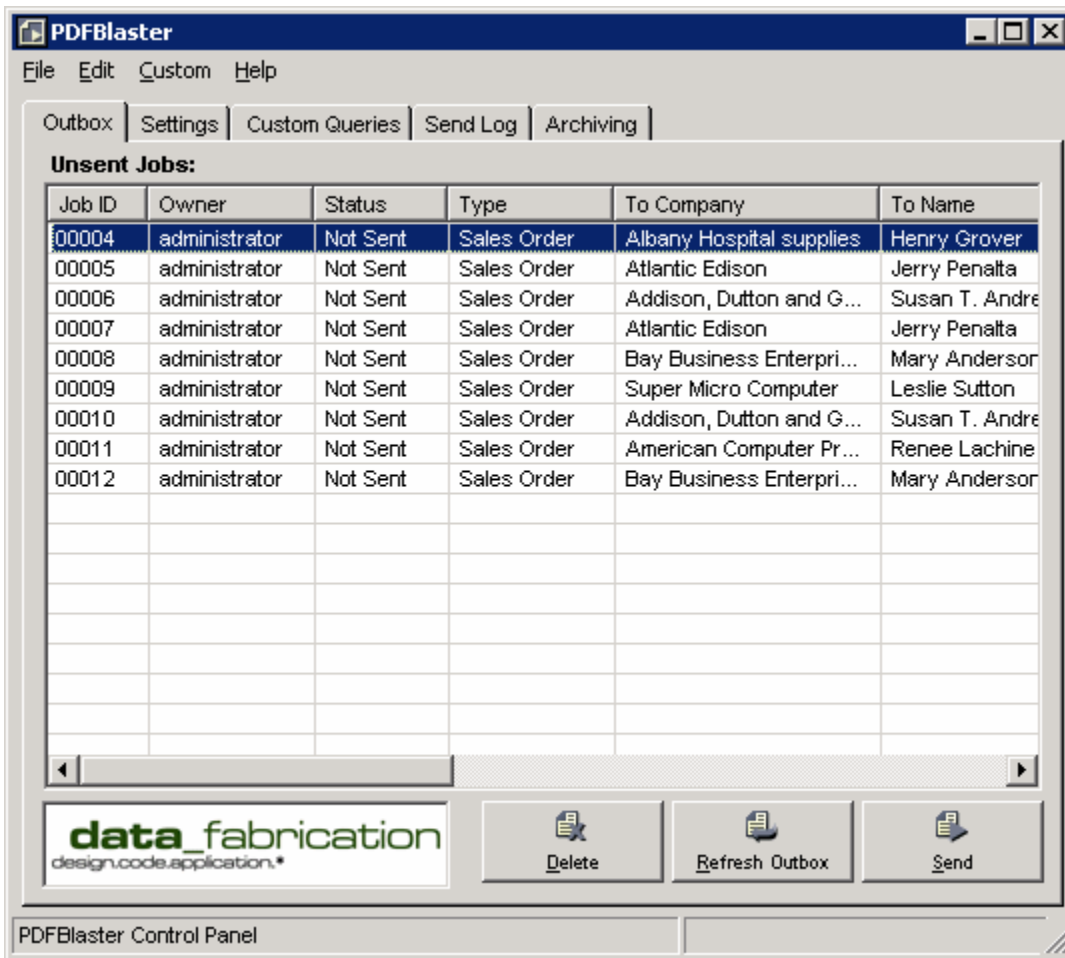 PDFBlaster
File Edit Custom Help
Outbox Settings Custom Queries Send Log Archiving
Unsent Jobs:
Job ID Owner Status Type To Company To Name
00004 administrator Not Sent Sales Order Albany Hospital supplies Henry Grover
00005 administrator Not Sent Sales Order Atlantic Edison Jerry Penalta
00006 administrator Not Sent Sales Order Addison, Dutton and G... Susan T. Andre
00007 administrator Not Sent Sales Order Atlantic Edison Jerry Penalta
00008 administrator Not Sent Sales Order Bay Business Enterpri... Mary Anderson
00009 administrator Not Sent Sales Order Super Micro Computer Leslie Sutton
00010 administrator Not Sent Sales Order Addison, Dutton and G... Susan T. Andre
00011 administrator Not Sent Sales Order American Computer Pr... Renee Lachine
00012 administrator Not Sent Sales Order Bay Business Enterpri... Mary Anderson
data_fabrication
design.code.application.*
Delete Refresh Outbox Send
PDFBlaster Control Panel